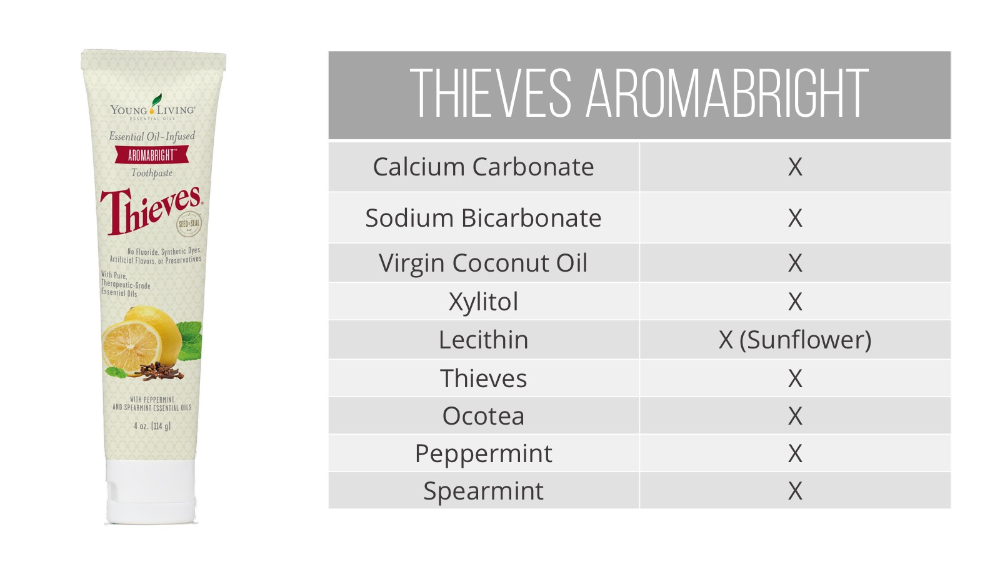 YOUNG LIVING®
ESSENTIAL OILS
Essential Oil-Infused
AROMABRIGHT™
Toothpaste
Thieves®
SEED TO SEAL
No Fluoride, Synthetic Dyes,
Artificial Flavors, or Preservatives
With Pure,
Therapeutic-Grade
Essential Oils
WITH PEPPERMINT
AND SPEARMINT ESSENTIAL OILS
4 oz. (114 g)
THIEVES AROMABRIGHT
Calcium Carbonate X
Sodium Bicarbonate X
Virgin Coconut Oil X
Xylitol X
Lecithin X (Sunflower)
Thieves X
Ocotea X
Peppermint X
Spearmint X